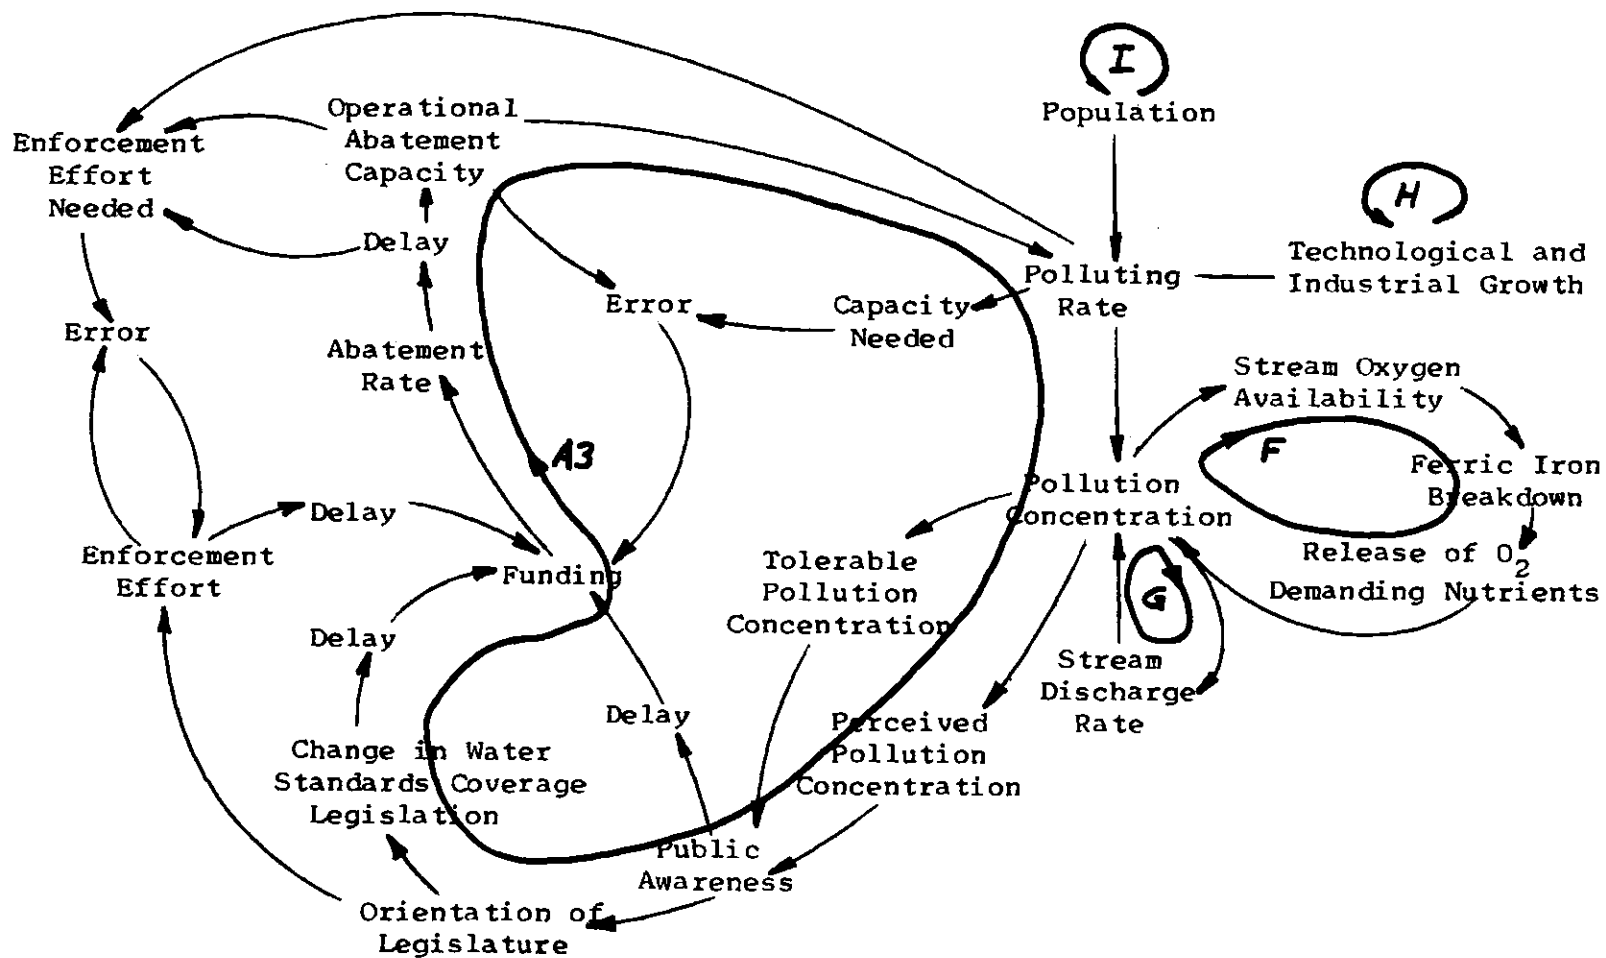 I
Population
Operational
Abatement
Capacity
Enforcement
Effort
Needed
H
Technological and
Industrial Growth
Delay
Polluting
Rate
Error
Capacity
Needed
Error
Abatement
Rate
Stream Oxygen
Availability
A3
F
Ferric Iron
Breakdown
Pollution
Concentration
Delay
Release of O2
Demanding Nutrients
Enforcement
Effort
Funding
Tolerable
Pollution
Concentration
G
Delay
Stream
Discharge
Rate
Delay
Perceived
Pollution
Concentration
Change in Water
Standards Coverage
Legislation
Public
Awareness
Orientation of
Legislature